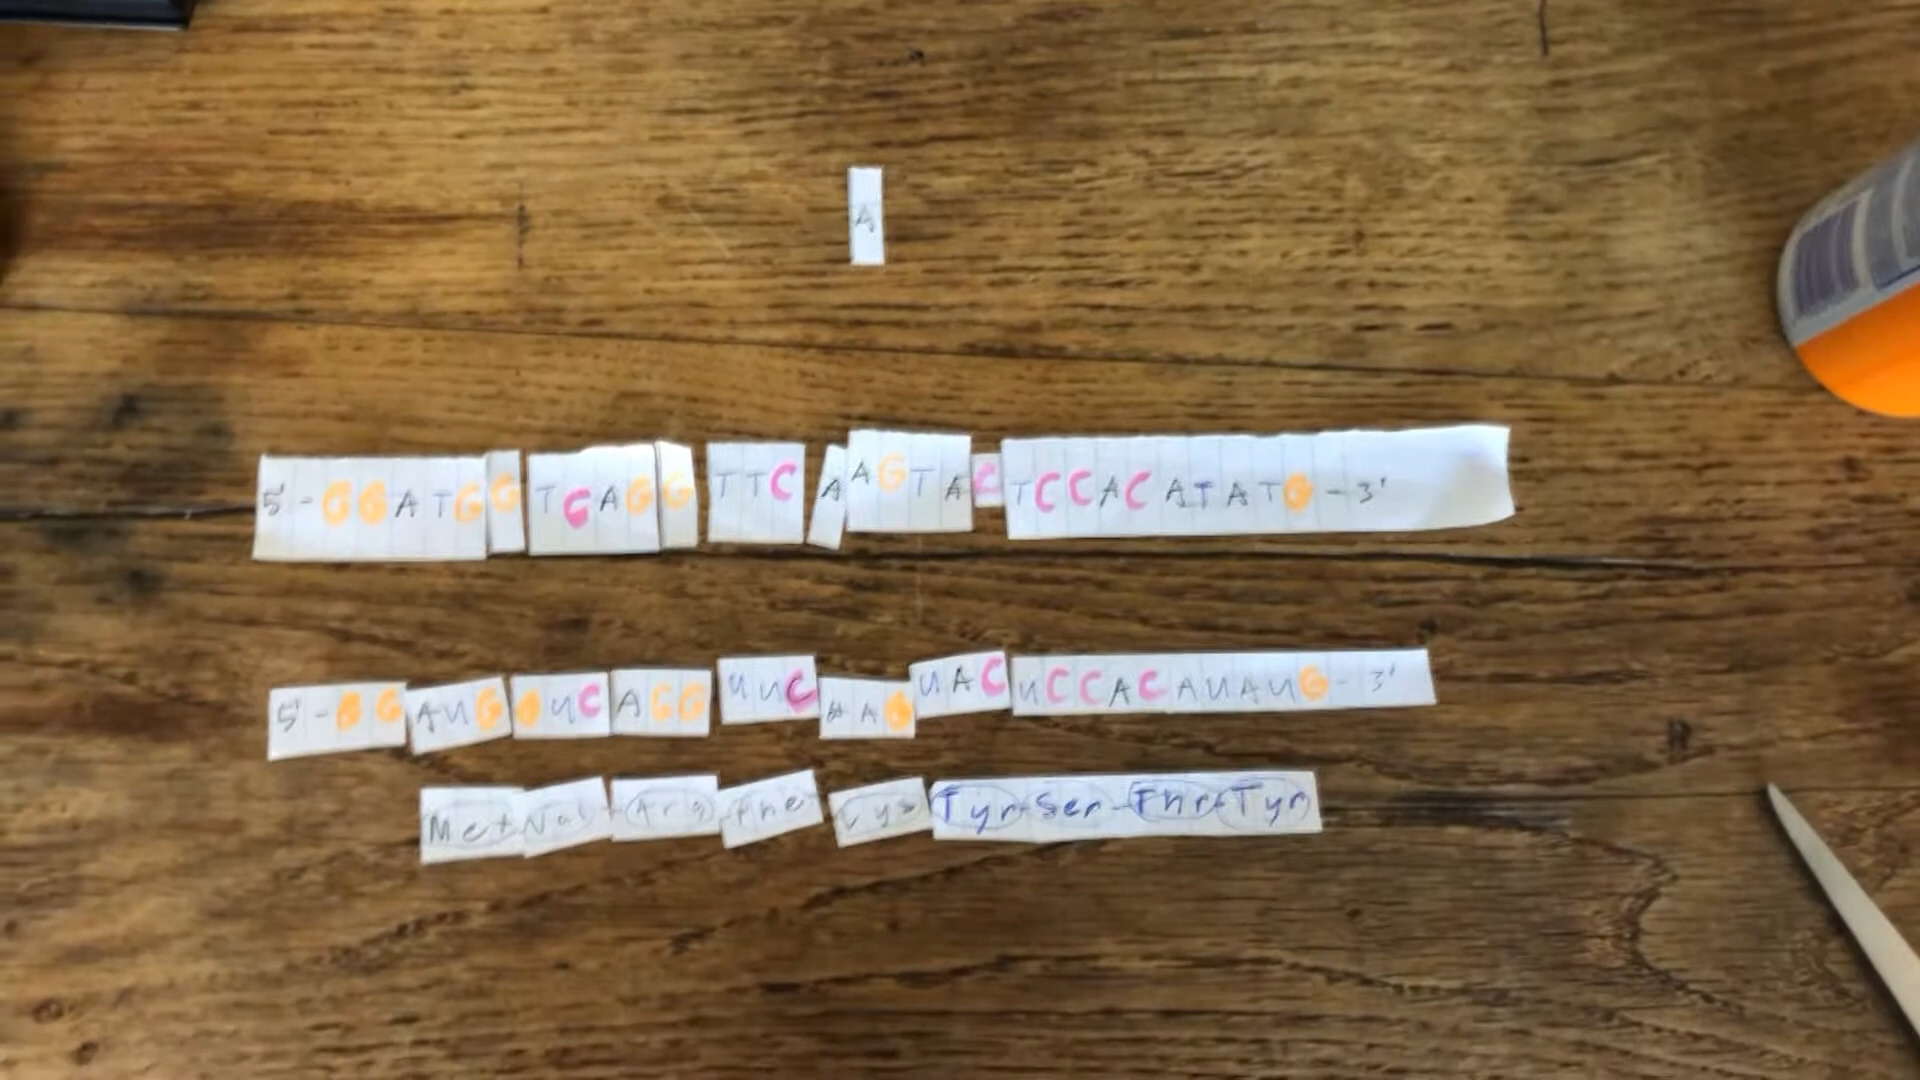 A
5'-GGATGGTCAGGTTCAAGTACTCCACATATG-3'
5'-GGAUGGUCAGGUUCAAGUACUCCACAUAUG-3'
Met-Val-Arg-Phe-Lys-Tyr-Ser-Thr-Tyr